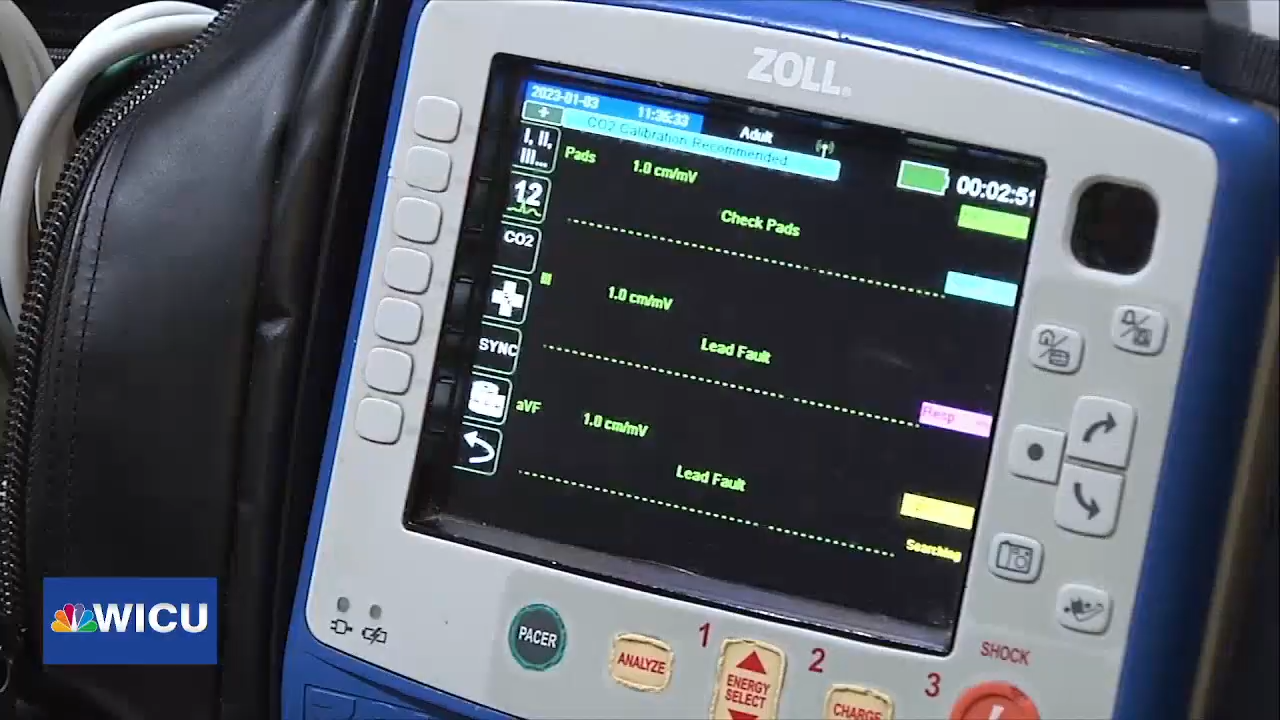 ZOLL
2023-01-03 11:35:33
Adult
CO2 Calibration Recommended
00:02:51
I, II,
III...
Pads 1.0 cm/mV
Check Pads
12
CO2
II 1.0 cm/mV
Lead Fault
SYNC
Resp
aVF 1.0 cm/mV
Lead Fault
Searching
WICU
PACER
ANALYZE
1
ENERGY
SELECT
2
CHARGE
3
SHOCK